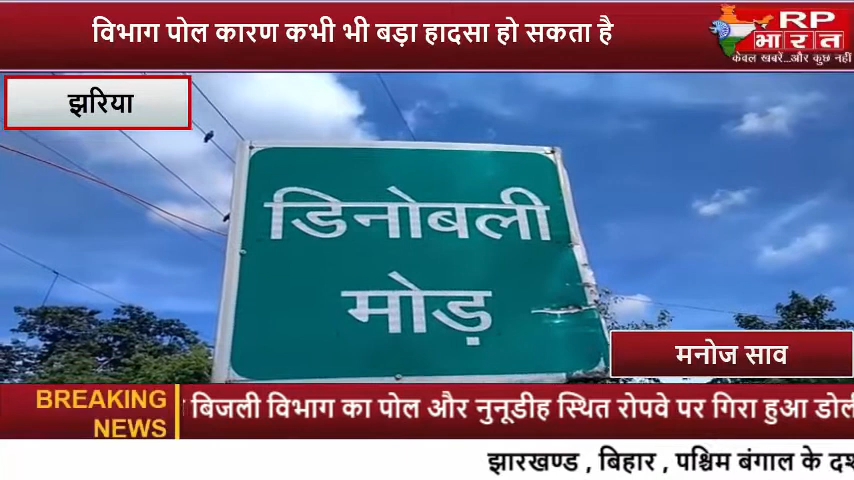 विभाग पोल कारण कभी भी बड़ा हादसा हो सकता है
RP
भारत
केवल खबरें...और कुछ नहीं
झरिया
डिनोबली
मोड़
मनोज साव
BREAKING
NEWS
बिजली विभाग का पोल और नुनूडीह स्थित रोपवे पर गिरा हुआ
झारखण्ड , बिहार , पश्चिम बंगाल के